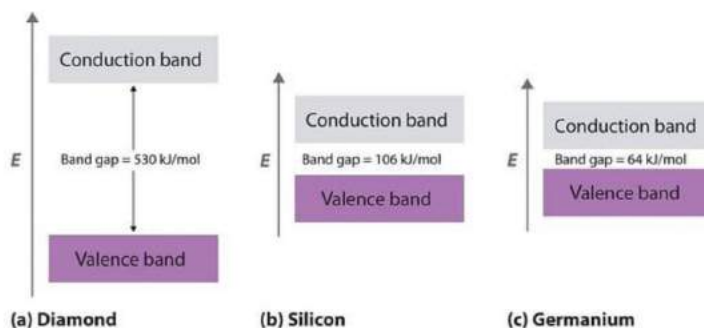 Conduction band
E
Band gap = 530 kJ/mol
Valence band
(a) Diamond
Conduction band
E
Band gap = 106 kJ/mol
Valence band
(b) Silicon
Conduction band
E
Band gap = 64 kJ/mol
Valence band
(c) Germanium